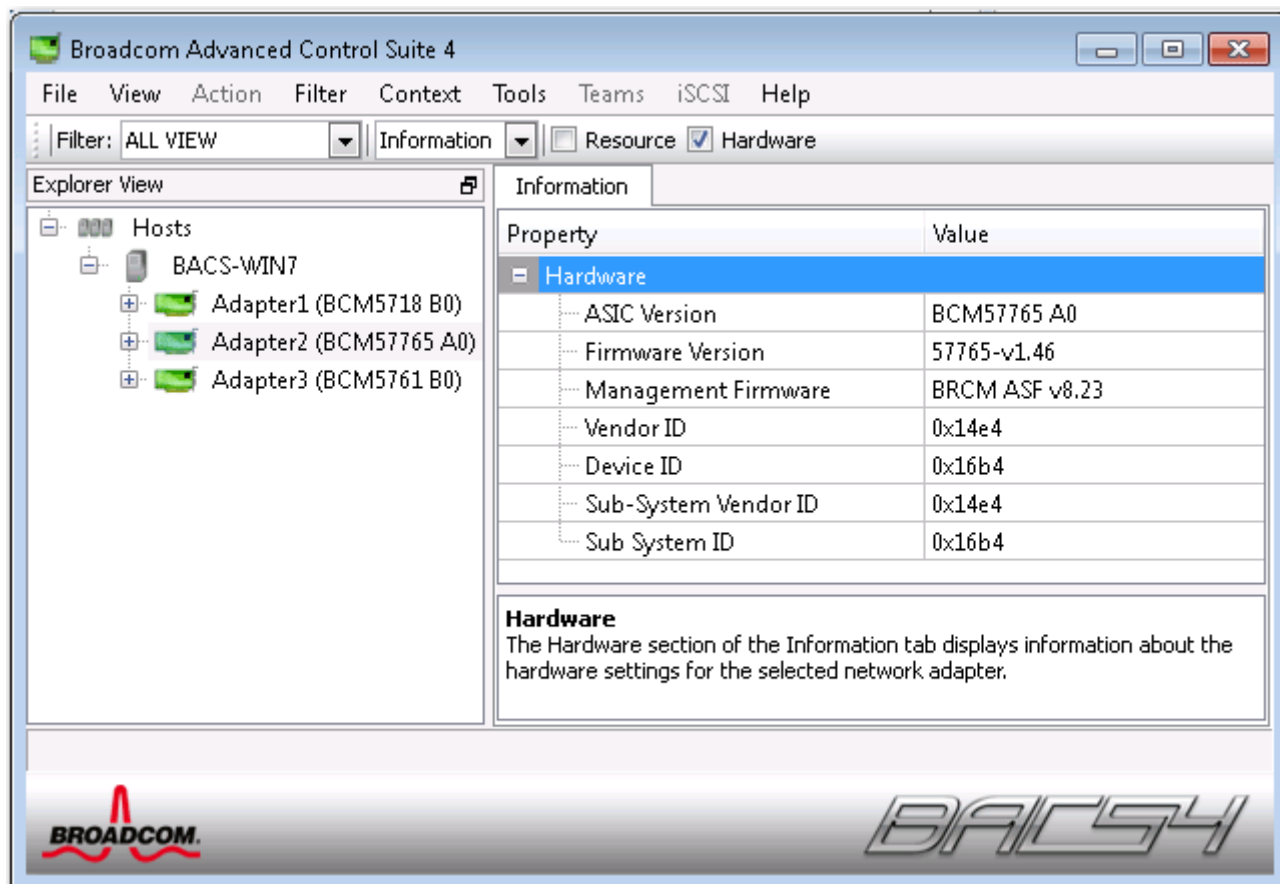 Broadcom Advanced Control Suite 4
File View Action Filter Context Tools Teams iSCSI Help
Filter: ALL VIEW Information Resource Hardware
Explorer View
Hosts
BACS-WIN7
Adapter1 (BCM5718 B0)
Adapter2 (BCM57765 A0)
Adapter3 (BCM5761 B0)
Information
Property Value
Hardware
ASIC Version BCM57765 A0
Firmware Version 57765-v1.46
Management Firmware BRCM ASF v8.23
Vendor ID 0x14e4
Device ID 0x16b4
Sub-System Vendor ID 0x14e4
Sub System ID 0x16b4
Hardware
The Hardware section of the Information tab displays information about the
hardware settings for the selected network adapter.
BROADCOM.
BACS4